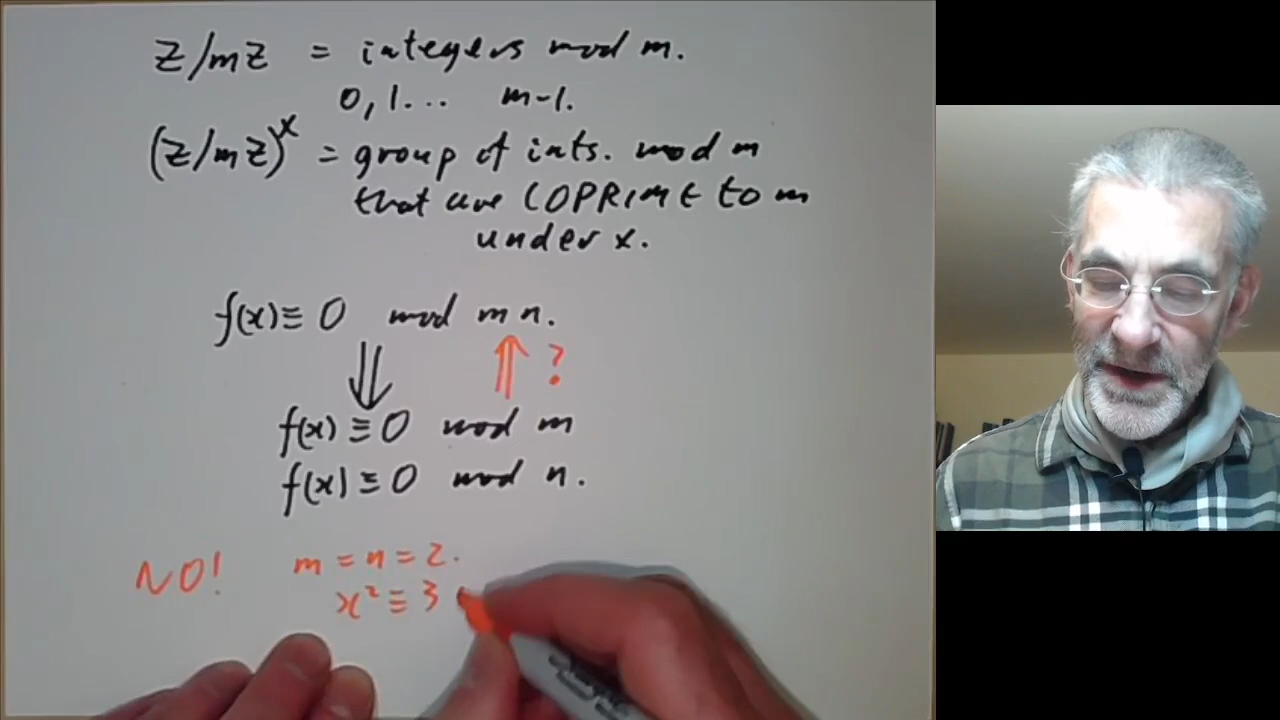 Z/mZ = integers mod m.
0, 1... m-1.
(Z/mZ)^x = group of ints. mod m
that are COPRIME to m
under x.
f(x) ≡ 0 mod m n.
⇓ ⇑ ?
f(x) ≡ 0 mod m
f(x) ≡ 0 mod n.
NO! m = n = 2.
x² ≡ 3